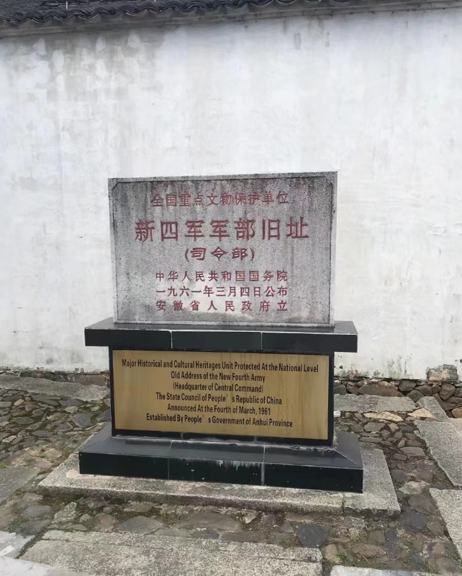 全国重点文物保护单位
新四军军部旧址
(司令部)
中华人民共和国国务院
一九六一年三月四日公布
安徽省人民政府立
Major Historical and Cultural Heritages Unit Protected At the National Level
Old Address of the New Fourth Army
(Headquarter of Central Command)
The State Council of People's Republic of China
Announced At the Fourth of March, 1961
Established By People's Government of Anhui Province